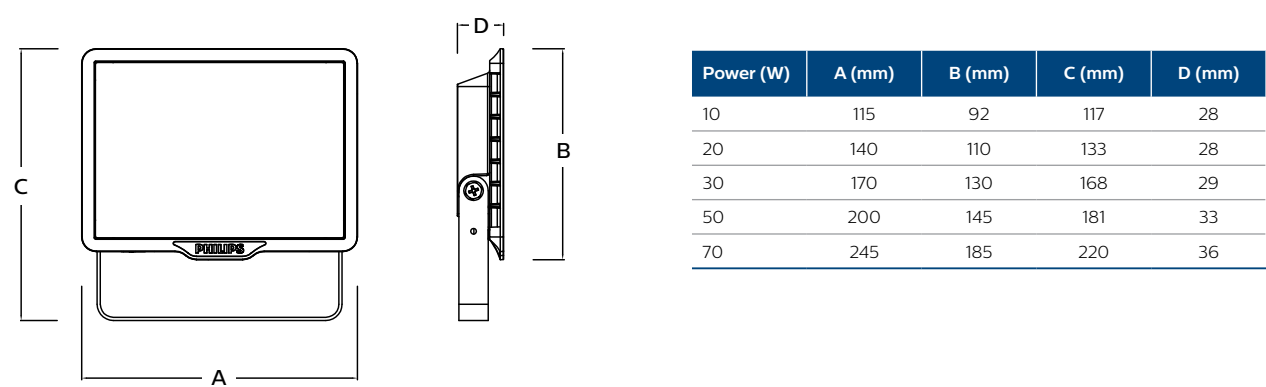 D
C
B
PHILIPS
A
Power (W) A (mm) B (mm) C (mm) D (mm)
10 115 92 117 28
20 140 110 133 28
30 170 130 168 29
50 200 145 181 33
70 245 185 220 36